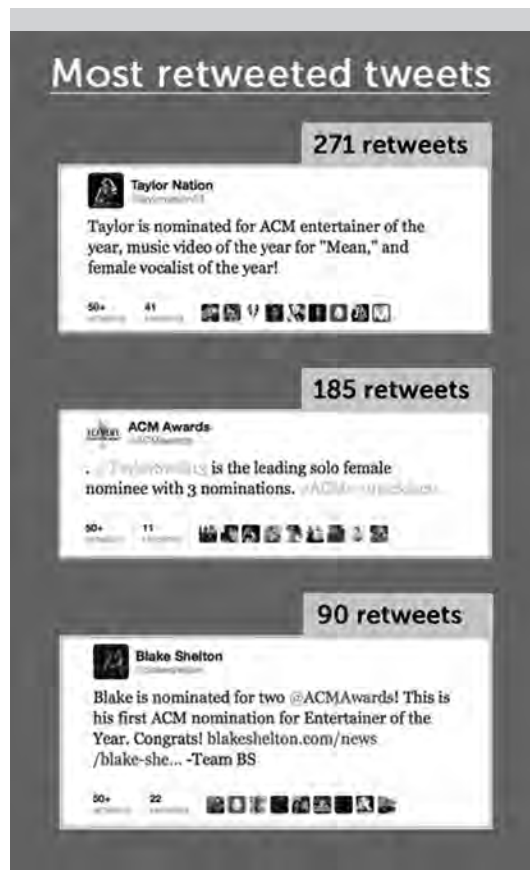 Most retweeted tweets
271 retweets
Taylor Nation
Taylor is nominated for ACM entertainer of the
year, music video of the year for "Mean," and
female vocalist of the year!
50+ 41
185 retweets
ACM Awards
. is the leading solo female
nominee with 3 nominations.
50+ 11
90 retweets
Blake Shelton
Blake is nominated for two @ACMAwards! This is
his first ACM nomination for Entertainer of the
Year. Congrats! blakeshelton.com/news
/blake-she... -Team BS
50+ 22